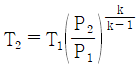 T₂ = T₁(P₂/P₁)^(k/(k−1))